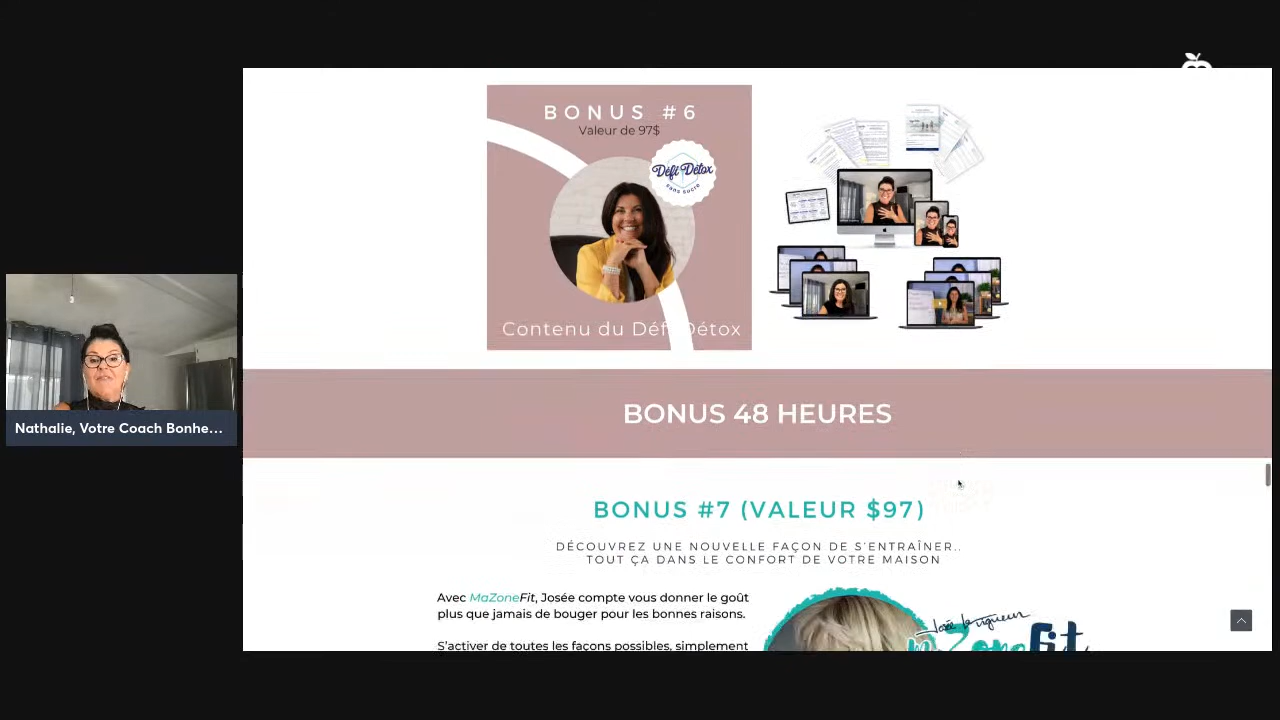 BONUS #6
Valeur de 97$
Défi Détox
sans sucre
Contenu du Défi Détox
Nathalie, Votre Coach Bonhe...
BONUS 48 HEURES
BONUS #7 (VALEUR $97)
DÉCOUVREZ UNE NOUVELLE FAÇON DE S'ENTRAÎNER..
TOUT ÇA DANS LE CONFORT DE VOTRE MAISON
Avec MaZoneFit, Josée compte vous donner le goût
plus que jamais de bouger pour les bonnes raisons.
S'activer de toutes les façons possibles, simplement